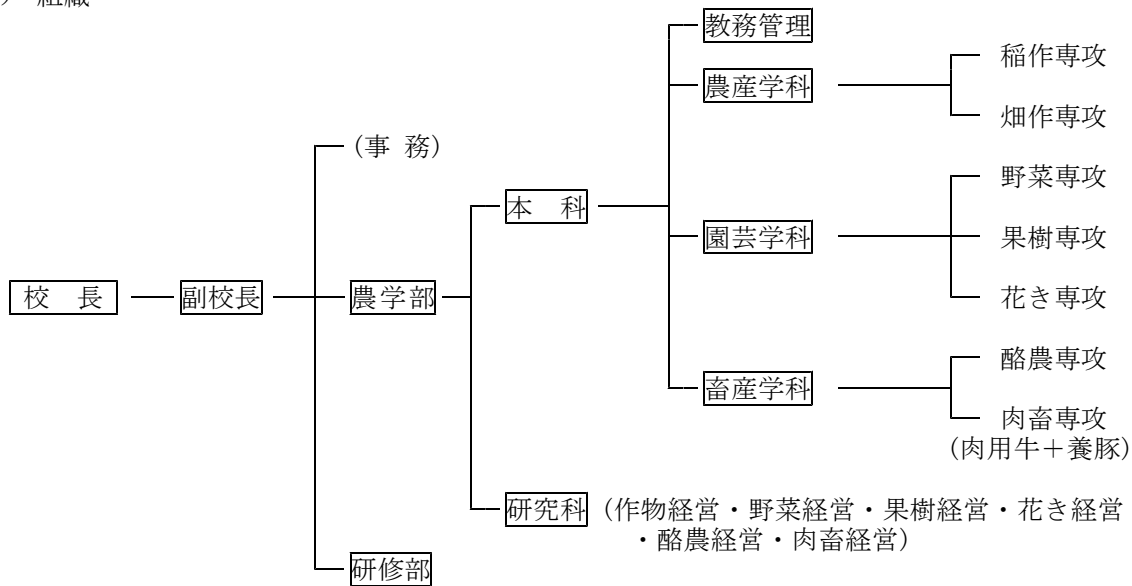 ) 組織
教務管理
稲作専攻
農産学科
畑作専攻
(事 務)
野菜専攻
本 科
園芸学科
果樹専攻
校 長
副校長
農学部
花き専攻
酪農専攻
畜産学科
肉畜専攻
(肉用牛+養豚)
研究科 (作物経営・野菜経営・果樹経営・花き経営
・酪農経営・肉畜経営)
研修部